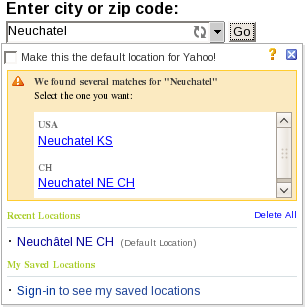 Enter city or zip code:
Neuchatel Go
Make this the default location for Yahoo! ?
We found several matches for "Neuchatel"
Select the one you want:
USA
Neuchatel KS
CH
Neuchatel NE CH
Recent Locations Delete All
· Neuchâtel NE CH (Default Location)
My Saved Locations
· Sign-in to see my saved locations